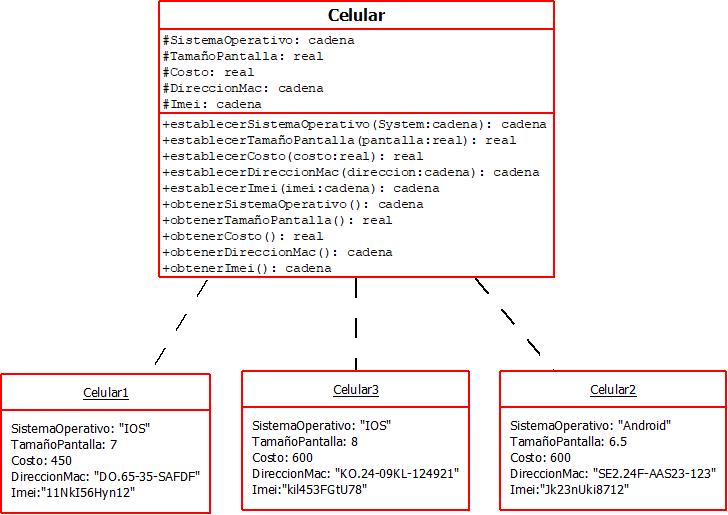 Celular
#SistemaOperativo: cadena
#TamañoPantalla: real
#Costo: real
#DireccionMac: cadena
#Imei: cadena
+establecerSistemaOperativo(System:cadena): cadena
+establecerTamañoPantalla(pantalla:real): real
+establecerCosto(costo:real): real
+establecerDireccionMac(direccion:cadena): cadena
+establecerImei(imei:cadena): cadena
+obtenerSistemaOperativo(): cadena
+obtenerTamañoPantalla(): real
+obtenerCosto(): real
+obtenerDireccionMac(): cadena
+obtenerImei(): cadena
Celular1
SistemaOperativo: "IOS"
TamañoPantalla: 7
Costo: 450
DireccionMac: "DO.65-35-SAFDF"
Imei:"11NkI56Hyn12"
Celular3
SistemaOperativo: "IOS"
TamañoPantalla: 8
Costo: 600
DireccionMac: "KO.24-09KL-124921"
Imei:"kil453FGtU78"
Celular2
SistemaOperativo: "Android"
TamañoPantalla: 6.5
Costo: 600
DireccionMac: "SE2.24F-AAS23-123"
Imei:"Jk23nUki8712"